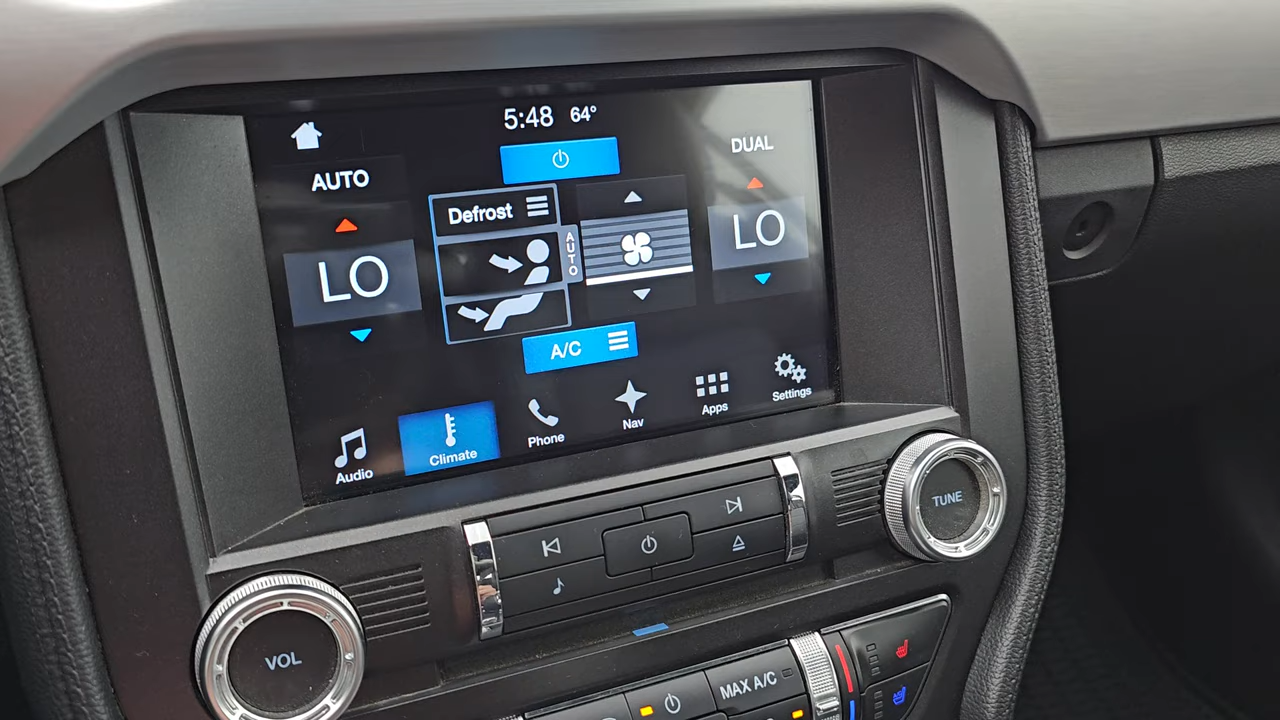 5:48 64°
AUTO
DUAL
LO
Defrost
AUTO
LO
A/C
Audio
Climate
Phone
Nav
Apps
Settings
TUNE
VOL
MAX A/C